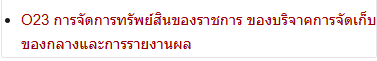 O23 การจัดการทรัพย์สินของราชการ ของบริจาคการจัดเก็บ
ของกลางและการรายงานผล